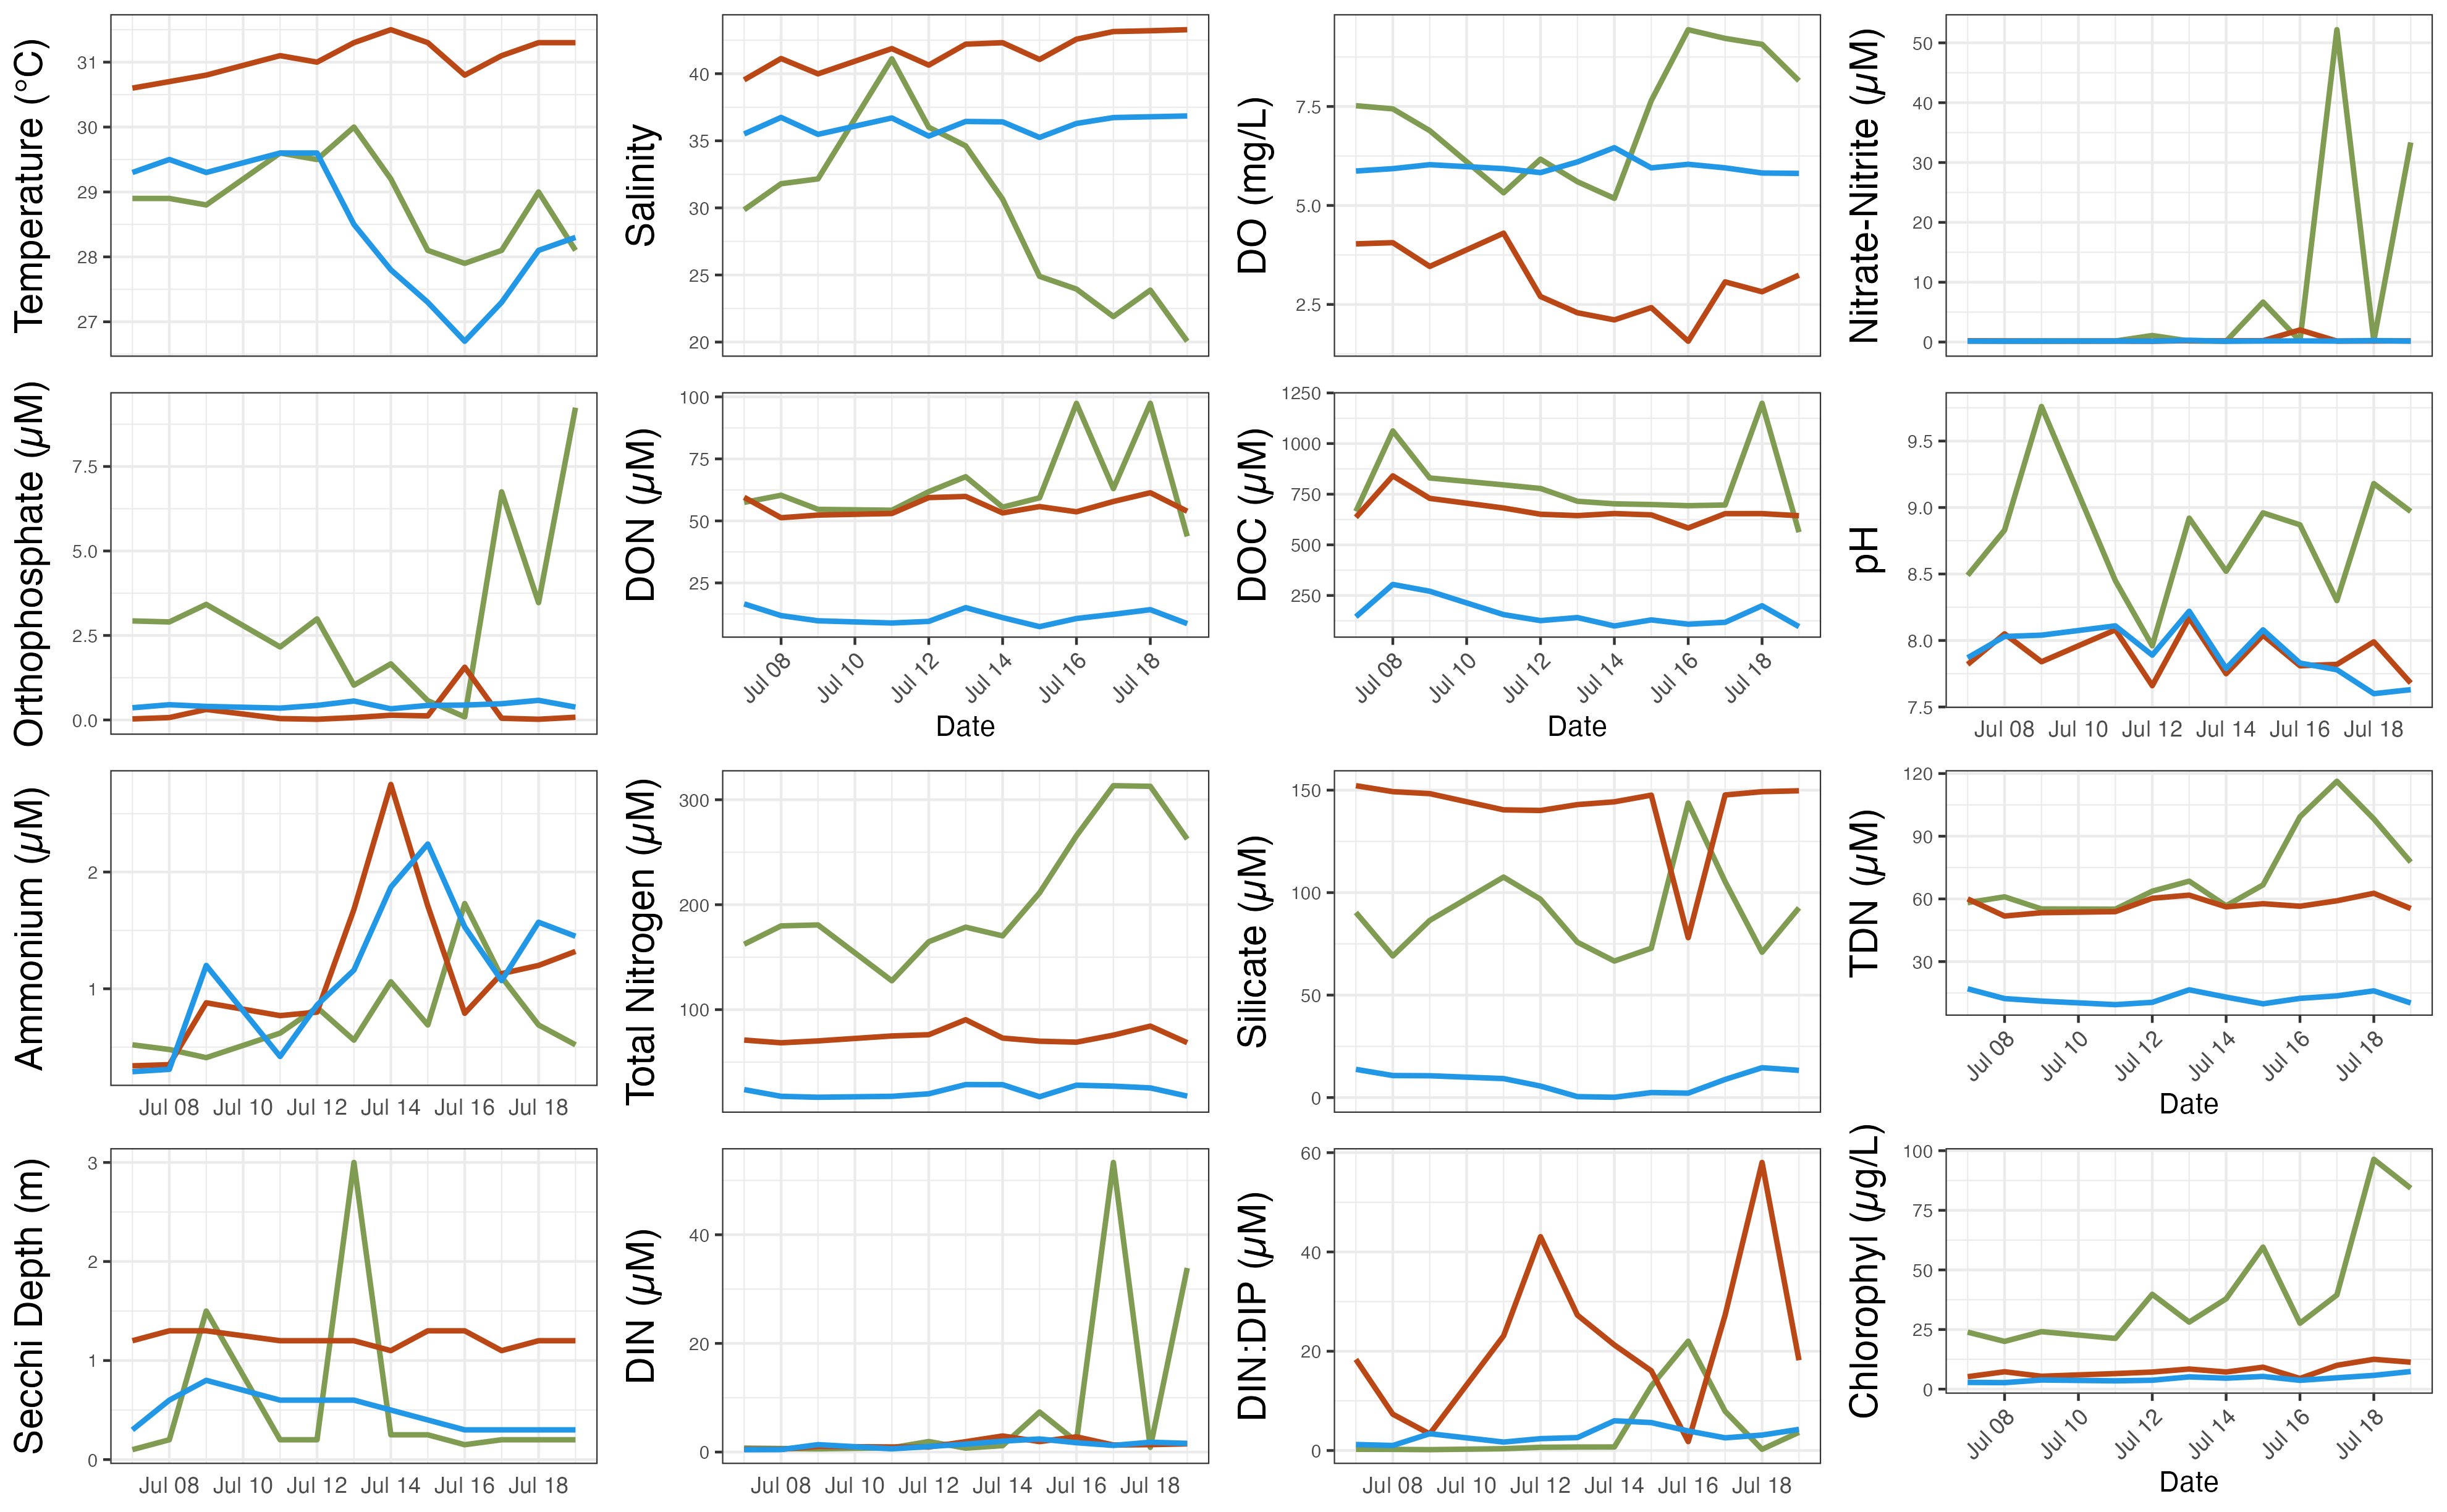 Temperature (°C)
31
30
29
28
27
Salinity
40
35
30
25
20
DO (mg/L)
7.5
5.0
2.5
Nitrate-Nitrite (µM)
50
40
30
20
10
0
Orthophosphate (µM)
7.5
5.0
2.5
0.0
DON (µM)
100
75
50
25
Jul 08 Jul 10 Jul 12 Jul 14 Jul 16 Jul 18
Date
DOC (µM)
1250
1000
750
500
250
Jul 08 Jul 10 Jul 12 Jul 14 Jul 16 Jul 18
Date
pH
9.5
9.0
8.5
8.0
7.5
Jul 08 Jul 10 Jul 12 Jul 14 Jul 16 Jul 18
Ammonium (µM)
2
1
Jul 08 Jul 10 Jul 12 Jul 14 Jul 16 Jul 18
Total Nitrogen (µM)
300
200
100
Silicate (µM)
150
100
50
0
TDN (µM)
120
90
60
30
Jul 08 Jul 10 Jul 12 Jul 14 Jul 16 Jul 18
Date
Secchi Depth (m)
3
2
1
0
Jul 08 Jul 10 Jul 12 Jul 14 Jul 16 Jul 18
DIN (µM)
40
20
0
Jul 08 Jul 10 Jul 12 Jul 14 Jul 16 Jul 18
DIN:DIP (µM)
60
40
20
0
Jul 08 Jul 10 Jul 12 Jul 14 Jul 16 Jul 18
Chlorophyl (µg/L)
100
75
50
25
0
Jul 08 Jul 10 Jul 12 Jul 14 Jul 16 Jul 18
Date